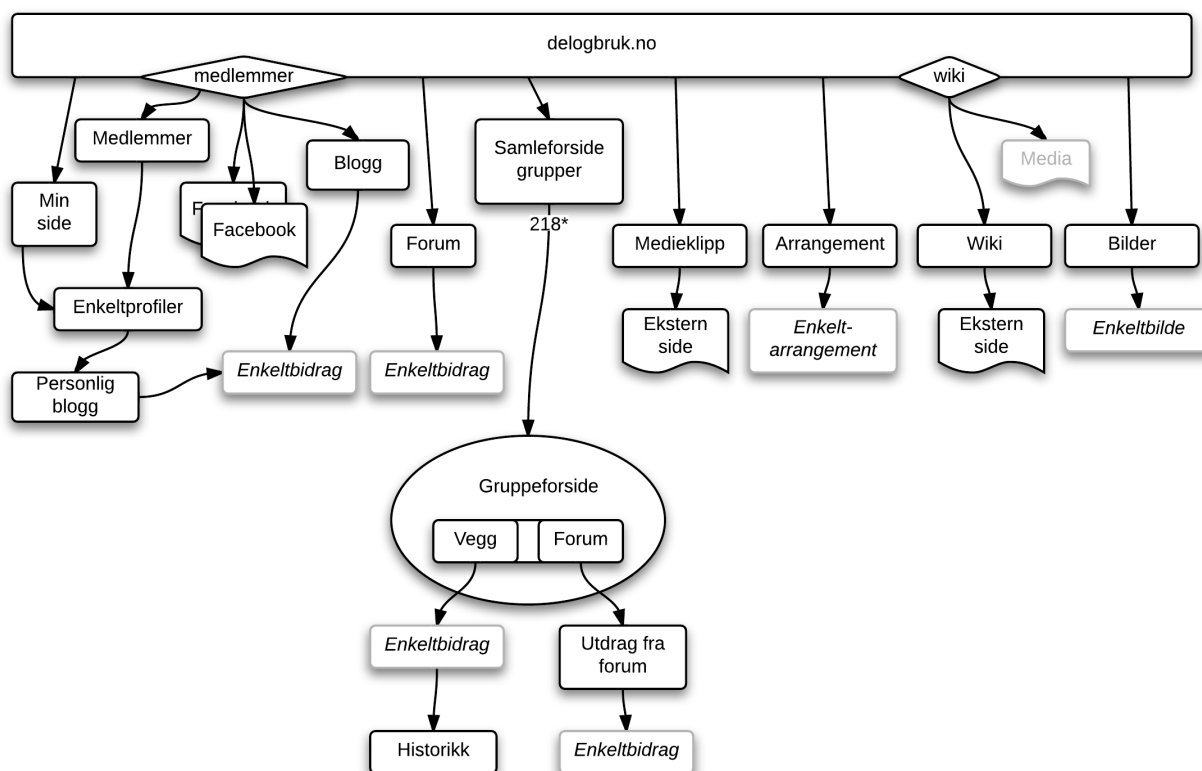 delogbruk.no
medlemmer
wiki
Medlemmer
Blogg
Samleforside
grupper
Media
Min
side
Facebook
218*
Forum
Medieklipp
Arrangement
Wiki
Bilder
Enkeltprofiler
Ekstern
side
Enkelt-
arrangement
Ekstern
side
Enkeltbilde
Personlig
blogg
Enkeltbidrag
Enkeltbidrag
Gruppeforside
Vegg
Forum
Enkeltbidrag
Utdrag fra
forum
Historikk
Enkeltbidrag